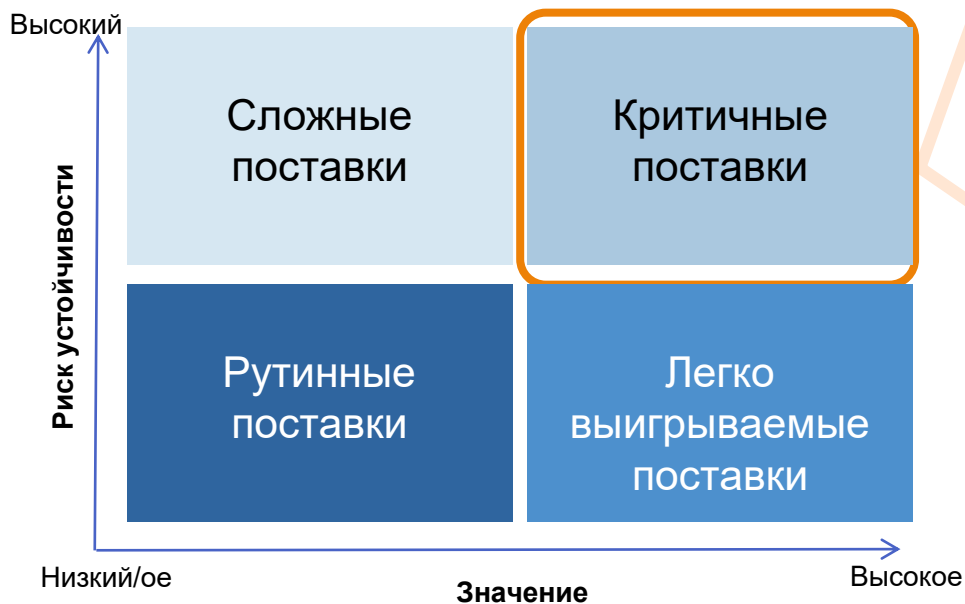 Высокий
Сложные
поставки
Критичные
поставки
Риск устойчивости
Рутинные
поставки
Легко
выигрываемые
поставки
Низкий/ое
Значение
Высокое